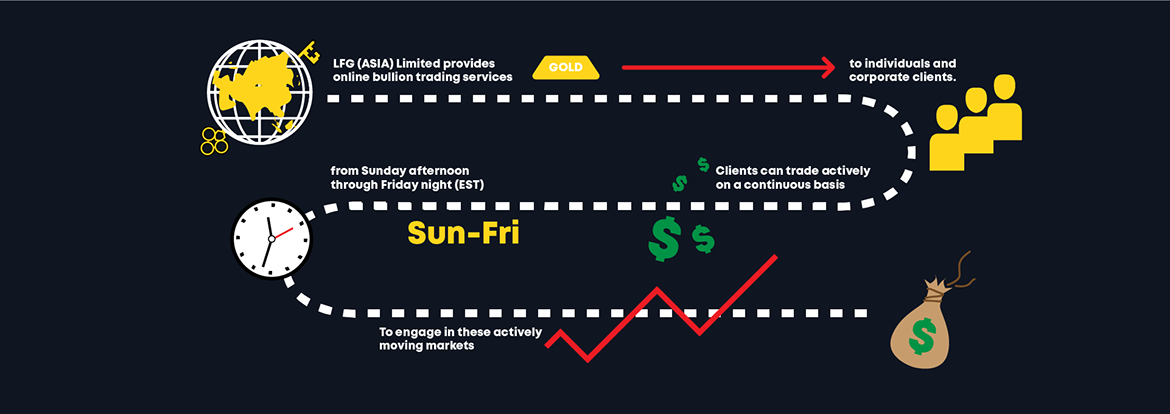 LFG (ASIA) Limited provides
online bullion trading services
GOLD
to individuals and
corporate clients.
Clients can trade actively
on a continuous basis
$
$
from Sunday afternoon
through Friday night (EST)
Sun-Fri
$
$
To engage in these actively
moving markets
$